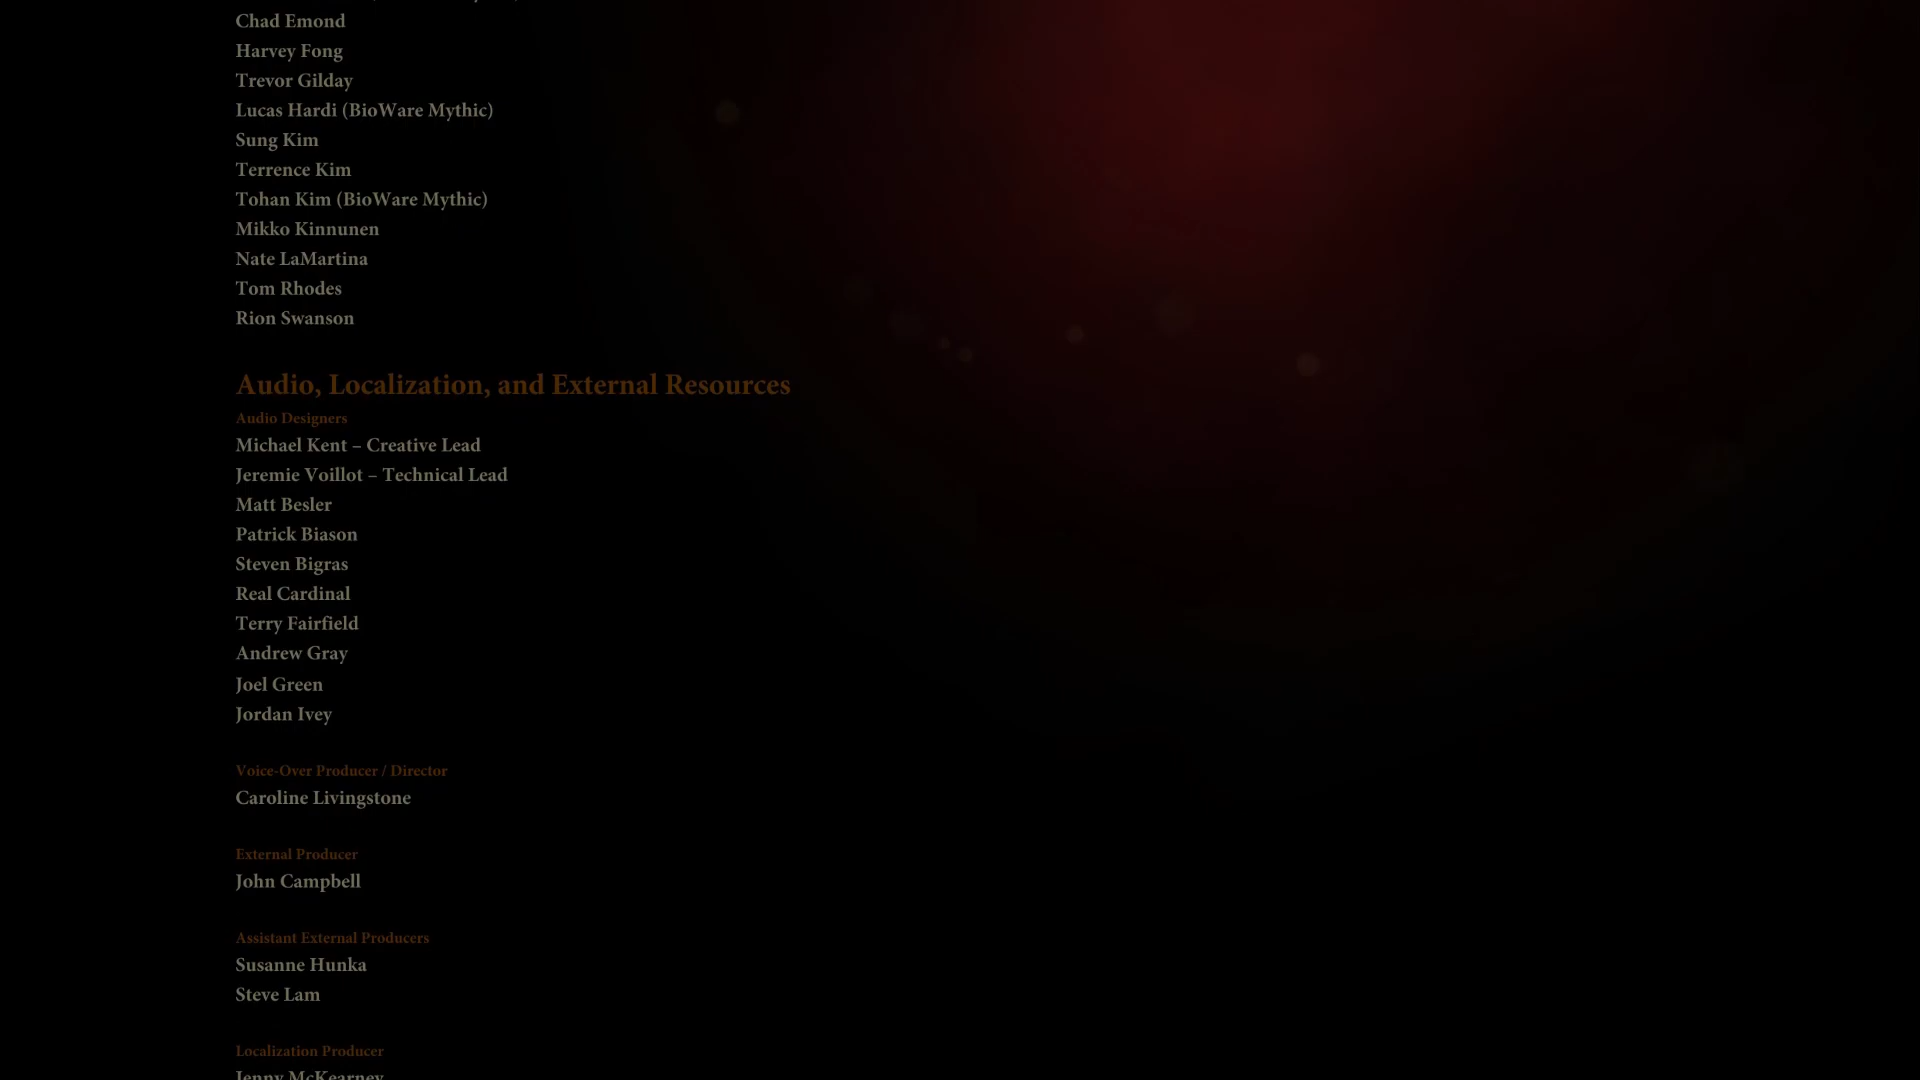 Chad Emond
Harvey Fong
Trevor Gilday
Lucas Hardi (BioWare Mythic)
Sung Kim
Terrence Kim
Tohan Kim (BioWare Mythic)
Mikko Kinnunen
Nate LaMartina
Tom Rhodes
Rion Swanson
Audio, Localization, and External Resources
Audio Designers
Michael Kent – Creative Lead
Jeremie Voillot – Technical Lead
Matt Besler
Patrick Biason
Steven Bigras
Real Cardinal
Terry Fairfield
Andrew Gray
Joel Green
Jordan Ivey
Voice-Over Producer / Director
Caroline Livingstone
External Producer
John Campbell
Assistant External Producers
Susanne Hunka
Steve Lam
Localization Producer
Jenny McKearney